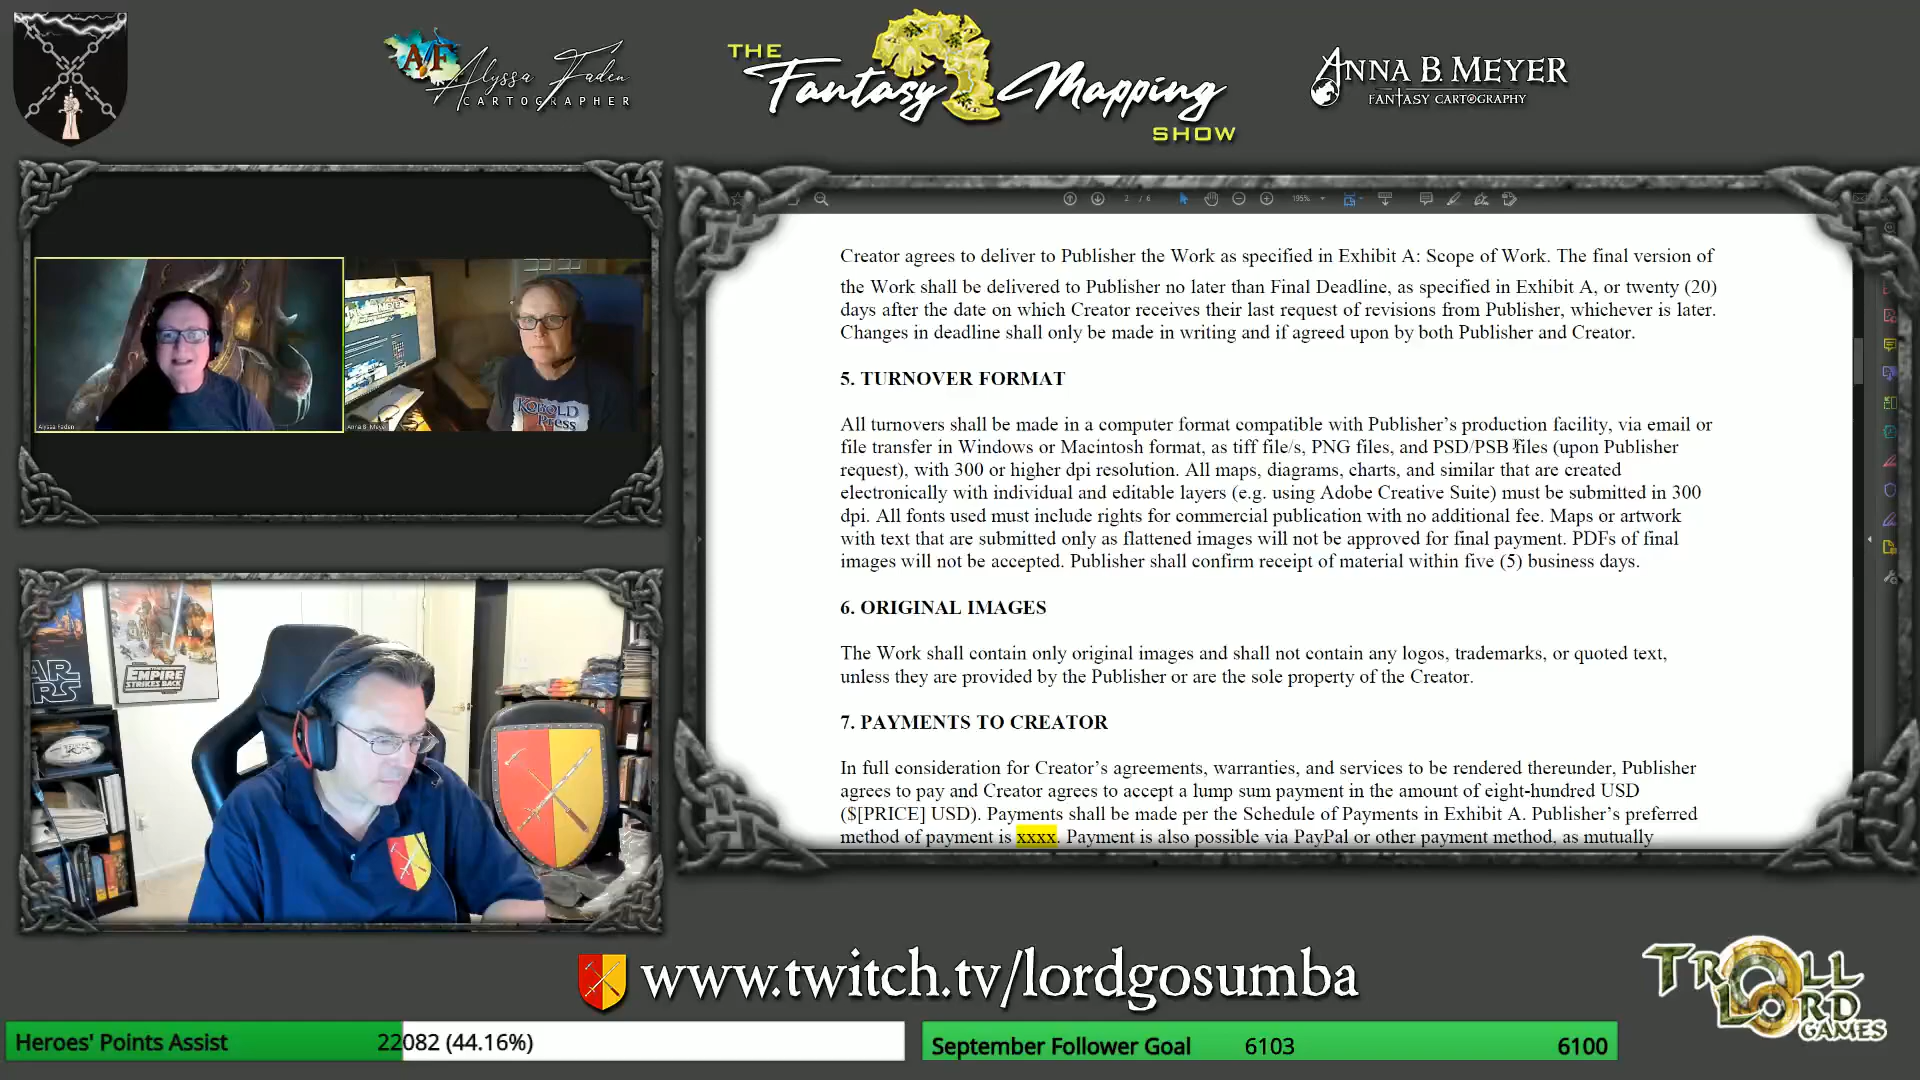 AF
Alyssa Faden
CARTOGRAPHER
THE
Fantasy Mapping
SHOW
ANNA B. MEYER
FANTASY CARTOGRAPHY
2 / 6
195%
Creator agrees to deliver to Publisher the Work as specified in Exhibit A: Scope of Work. The final version of
the Work shall be delivered to Publisher no later than Final Deadline, as specified in Exhibit A, or twenty (20)
days after the date on which Creator receives their last request of revisions from Publisher, whichever is later.
Changes in deadline shall only be made in writing and if agreed upon by both Publisher and Creator.
5. TURNOVER FORMAT
All turnovers shall be made in a computer format compatible with Publisher's production facility, via email or
file transfer in Windows or Macintosh format, as tiff file/s, PNG files, and PSD/PSB files (upon Publisher
request), with 300 or higher dpi resolution. All maps, diagrams, charts, and similar that are created
electronically with individual and editable layers (e.g. using Adobe Creative Suite) must be submitted in 300
dpi. All fonts used must include rights for commercial publication with no additional fee. Maps or artwork
with text that are submitted only as flattened images will not be approved for final payment. PDFs of final
images will not be accepted. Publisher shall confirm receipt of material within five (5) business days.
6. ORIGINAL IMAGES
The Work shall contain only original images and shall not contain any logos, trademarks, or quoted text,
unless they are provided by the Publisher or are the sole property of the Creator.
7. PAYMENTS TO CREATOR
In full consideration for Creator's agreements, warranties, and services to be rendered thereunder, Publisher
agrees to pay and Creator agrees to accept a lump sum payment in the amount of eight-hundred USD
($[PRICE] USD). Payments shall be made per the Schedule of Payments in Exhibit A. Publisher's preferred
method of payment is xxxx. Payment is also possible via PayPal or other payment method, as mutually
Alyssa Faden
Anna B. Meyer
KOBOLD
Press
AR
RS
THE
EMPIRE
STRIKES BACK
www.twitch.tv/lordgosumba
TROLL
LORD
GAMES
Heroes' Points Assist 22082 (44.16%)
September Follower Goal 6103 6100